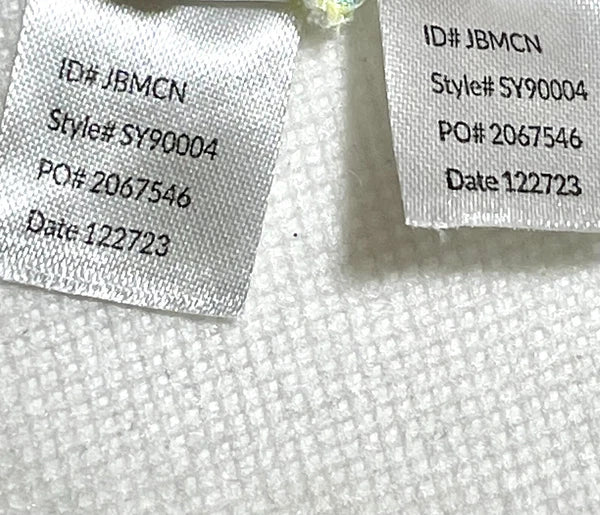 ID# JBMCN
Style# SY90004
PO# 2067546
Date 122723
ID# JBMCN
Style# SY90004
PO# 2067546
Date 122723